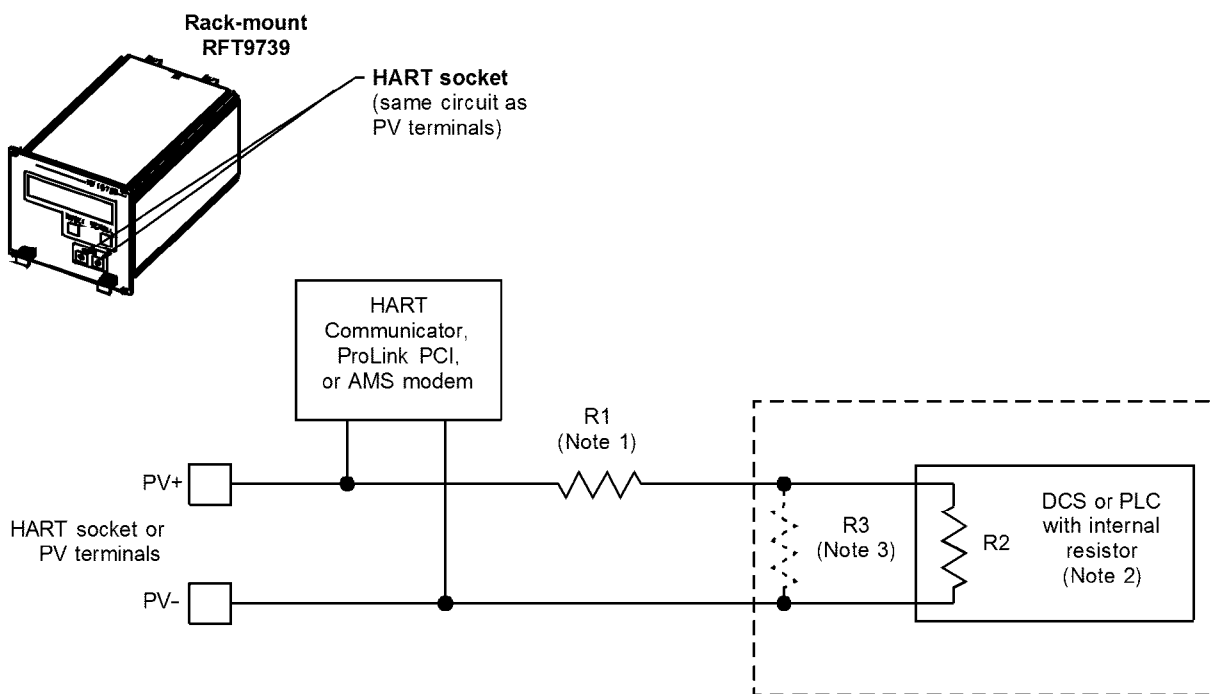 Rack-mount
RFT9739
HART socket
(same circuit as
PV terminals)
HART
Communicator,
ProLink PCI,
or AMS modem
R1
(Note 1)
PV+
HART socket or
PV terminals
PV–
R3
(Note 3)
R2
DCS or PLC
with internal
resistor
(Note 2)